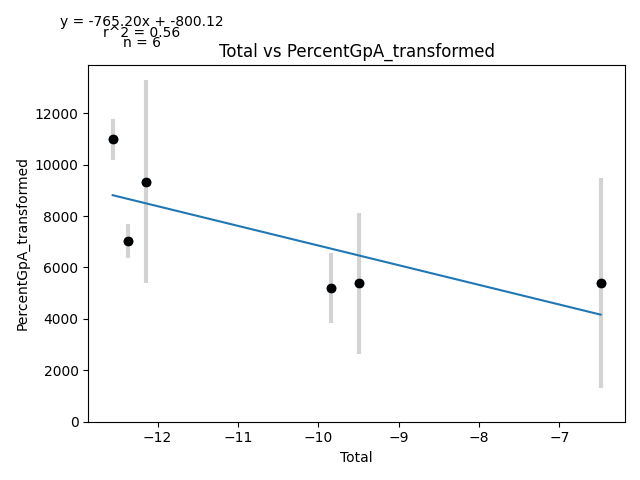 y = -765.20x + -800.12
r^2 = 0.56
n = 6
Total vs PercentGpA_transformed
PercentGpA_transformed
12000
10000
8000
6000
4000
2000
0
−12
−11
−10
−9
−8
−7
Total